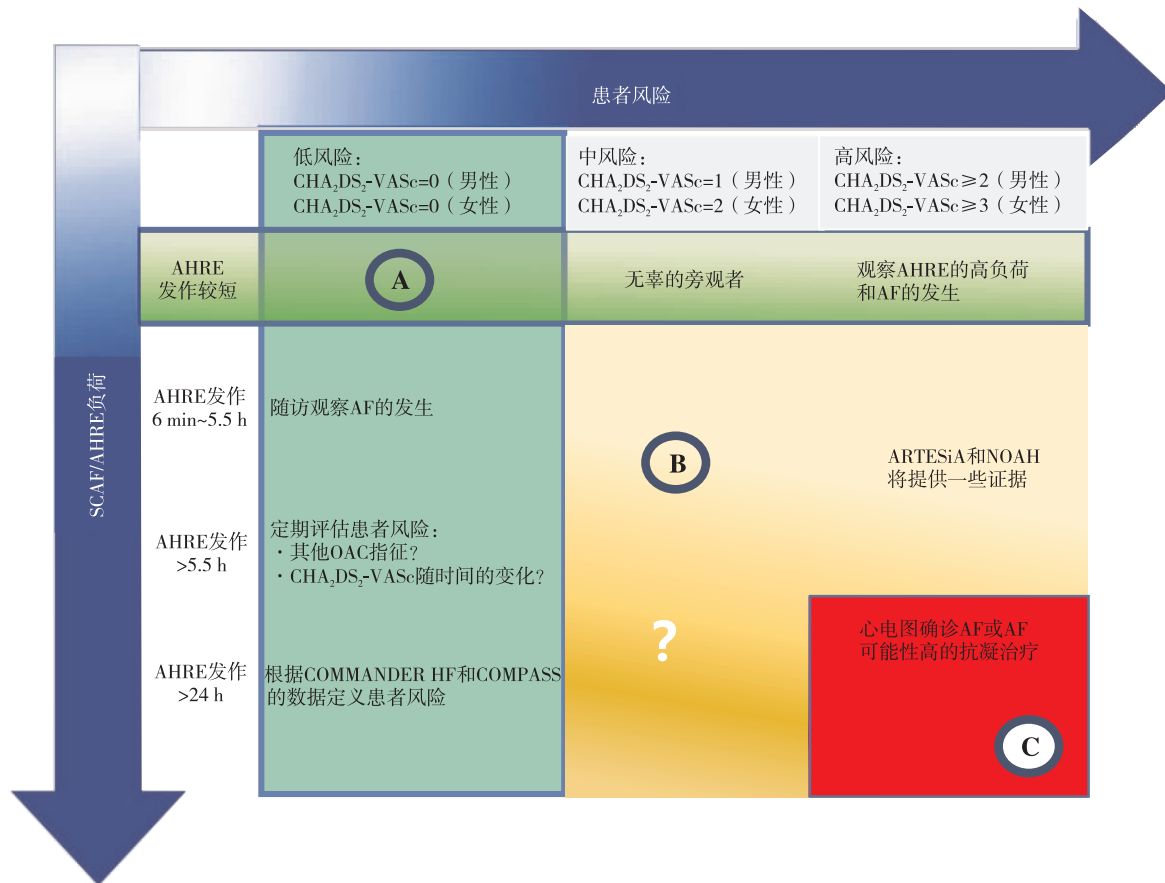 患者风险
低风险：
CHA₂DS₂-VASc=0（男性）
CHA₂DS₂-VASc=0（女性）
中风险：
CHA₂DS₂-VASc=1（男性）
CHA₂DS₂-VASc=2（女性）
高风险：
CHA₂DS₂-VASc≥2（男性）
CHA₂DS₂-VASc≥3（女性）
SCAF/AHRE负荷
AHRE
发作较短
A
无辜的旁观者
观察AHRE的高负荷
和AF的发生
AHRE发作
6 min~5.5 h
随访观察AF的发生
B
ARTESiA和NOAH
将提供一些证据
AHRE发作
>5.5 h
定期评估患者风险：
·其他OAC指征？
·CHA₂DS₂-VASc随时间的变化？
?
AHRE发作
>24 h
根据COMMANDER HF和COMPASS
的数据定义患者风险
心电图确诊AF或AF
可能性高的抗凝治疗
C